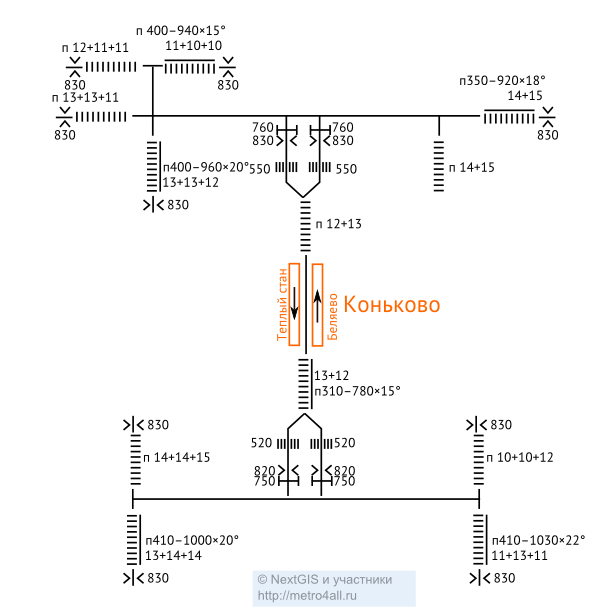 п 400–940×15°
11+10+10
п 12+11+11
830
830
п 13+13+11
830
п350–920×18°
14+15
830
760
830
760
830
п400–960×20°
13+13+12
550
550
п 14+15
830
п 12+13
Теплый стан
Беляево
Коньково
13+12
п310–780×15°
830
830
520
520
п 14+14+15
п 10+10+12
820
750
820
750
п410–1000×20°
13+14+14
п410–1030×22°
11+13+11
830
830
© NextGIS и участники
http://metro4all.ru